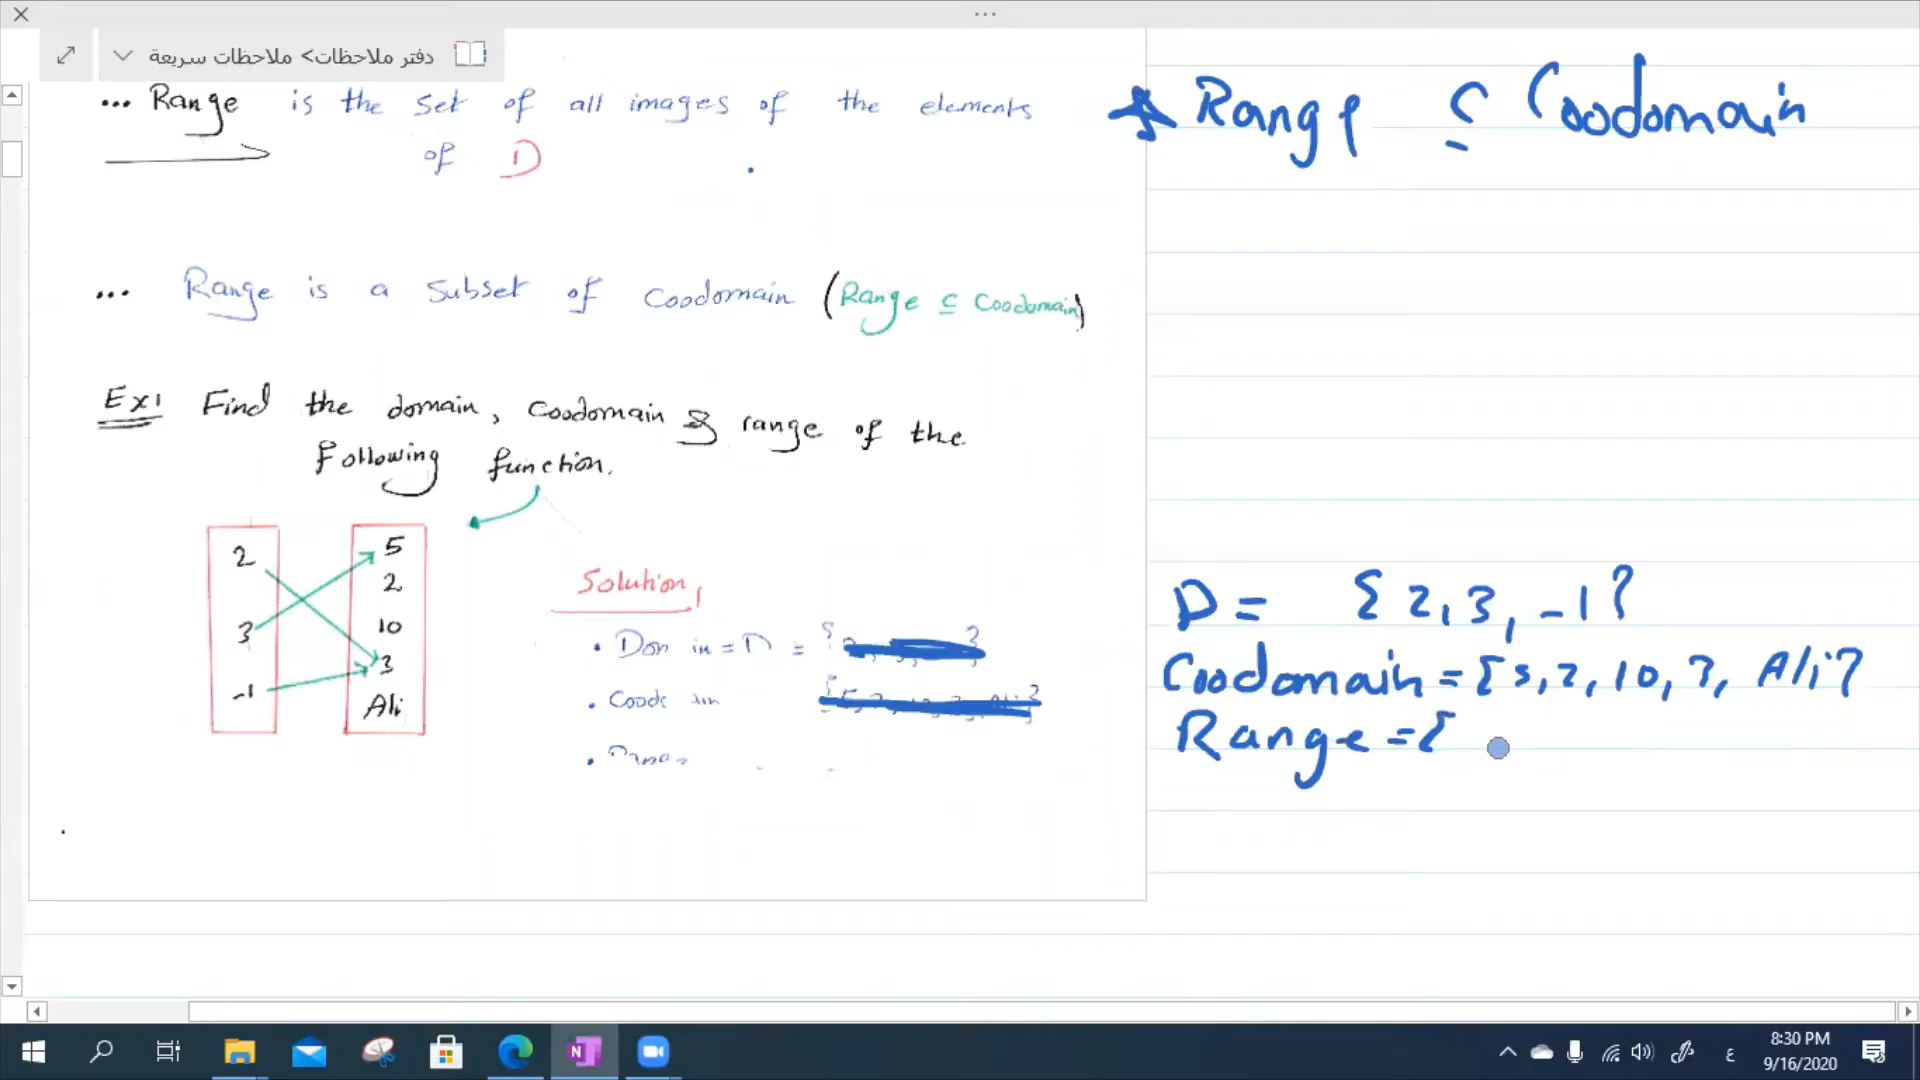 دفتر ملاحظات> ملاحظات سريعة
... Range is the set of all images of the elements
of D
... Range is a subset of Coodomain (Range ⊆ Coodomain)
Ex1 Find the domain, Coodomain & range of the
following function.
2
3
-1
5
2
10
3
Ali
Solution,
• Dom in = D = {
•
•
* Range ⊆ Coodomain
D = {2, 3, -1}
Coodomain = {5, 2, 10, 3, Ali}
Range = {
N
ع
8:30 PM
9/16/2020